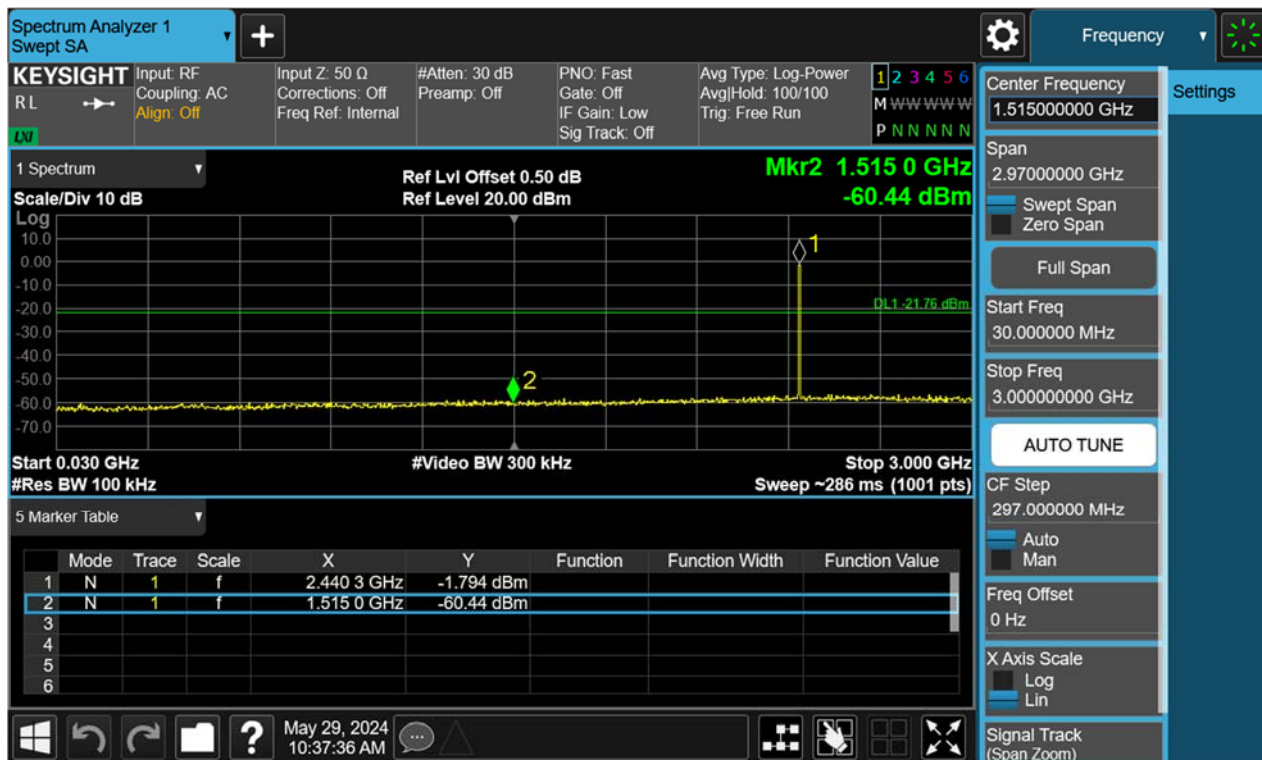 Spectrum Analyzer 1
Swept SA
+
Frequency
KEYSIGHT
R L
LXI
Input: RF
Coupling: AC
Align: Off
Input Z: 50 Ω
Corrections: Off
Freq Ref: Internal
#Atten: 30 dB
Preamp: Off
PNO: Fast
Gate: Off
IF Gain: Low
Sig Track: Off
Avg Type: Log-Power
Avg|Hold: 100/100
Trig: Free Run
1 2 3 4 5 6
M W W W W W
P N N N N N
1 Spectrum
Scale/Div 10 dB
Ref Lvl Offset 0.50 dB
Ref Level 20.00 dBm
Mkr2 1.515 0 GHz
-60.44 dBm
Log
10.0
0.00
-10.0
-20.0
-30.0
-40.0
-50.0
-60.0
-70.0
1
DL1 -21.76 dBm
2
Start 0.030 GHz
#Video BW 300 kHz
Stop 3.000 GHz
#Res BW 100 kHz
Sweep ~286 ms (1001 pts)
5 Marker Table
Mode Trace Scale X Y Function Function Width Function Value
1 N 1 f 2.440 3 GHz -1.794 dBm
2 N 1 f 1.515 0 GHz -60.44 dBm
3
4
5
6
?
May 29, 2024
10:37:36 AM
Center Frequency
1.515000000 GHz
Settings
Span
2.97000000 GHz
Swept Span
Zero Span
Full Span
Start Freq
30.000000 MHz
Stop Freq
3.000000000 GHz
AUTO TUNE
CF Step
297.000000 MHz
Auto
Man
Freq Offset
0 Hz
X Axis Scale
Log
Lin
Signal Track
(Span Zoom)